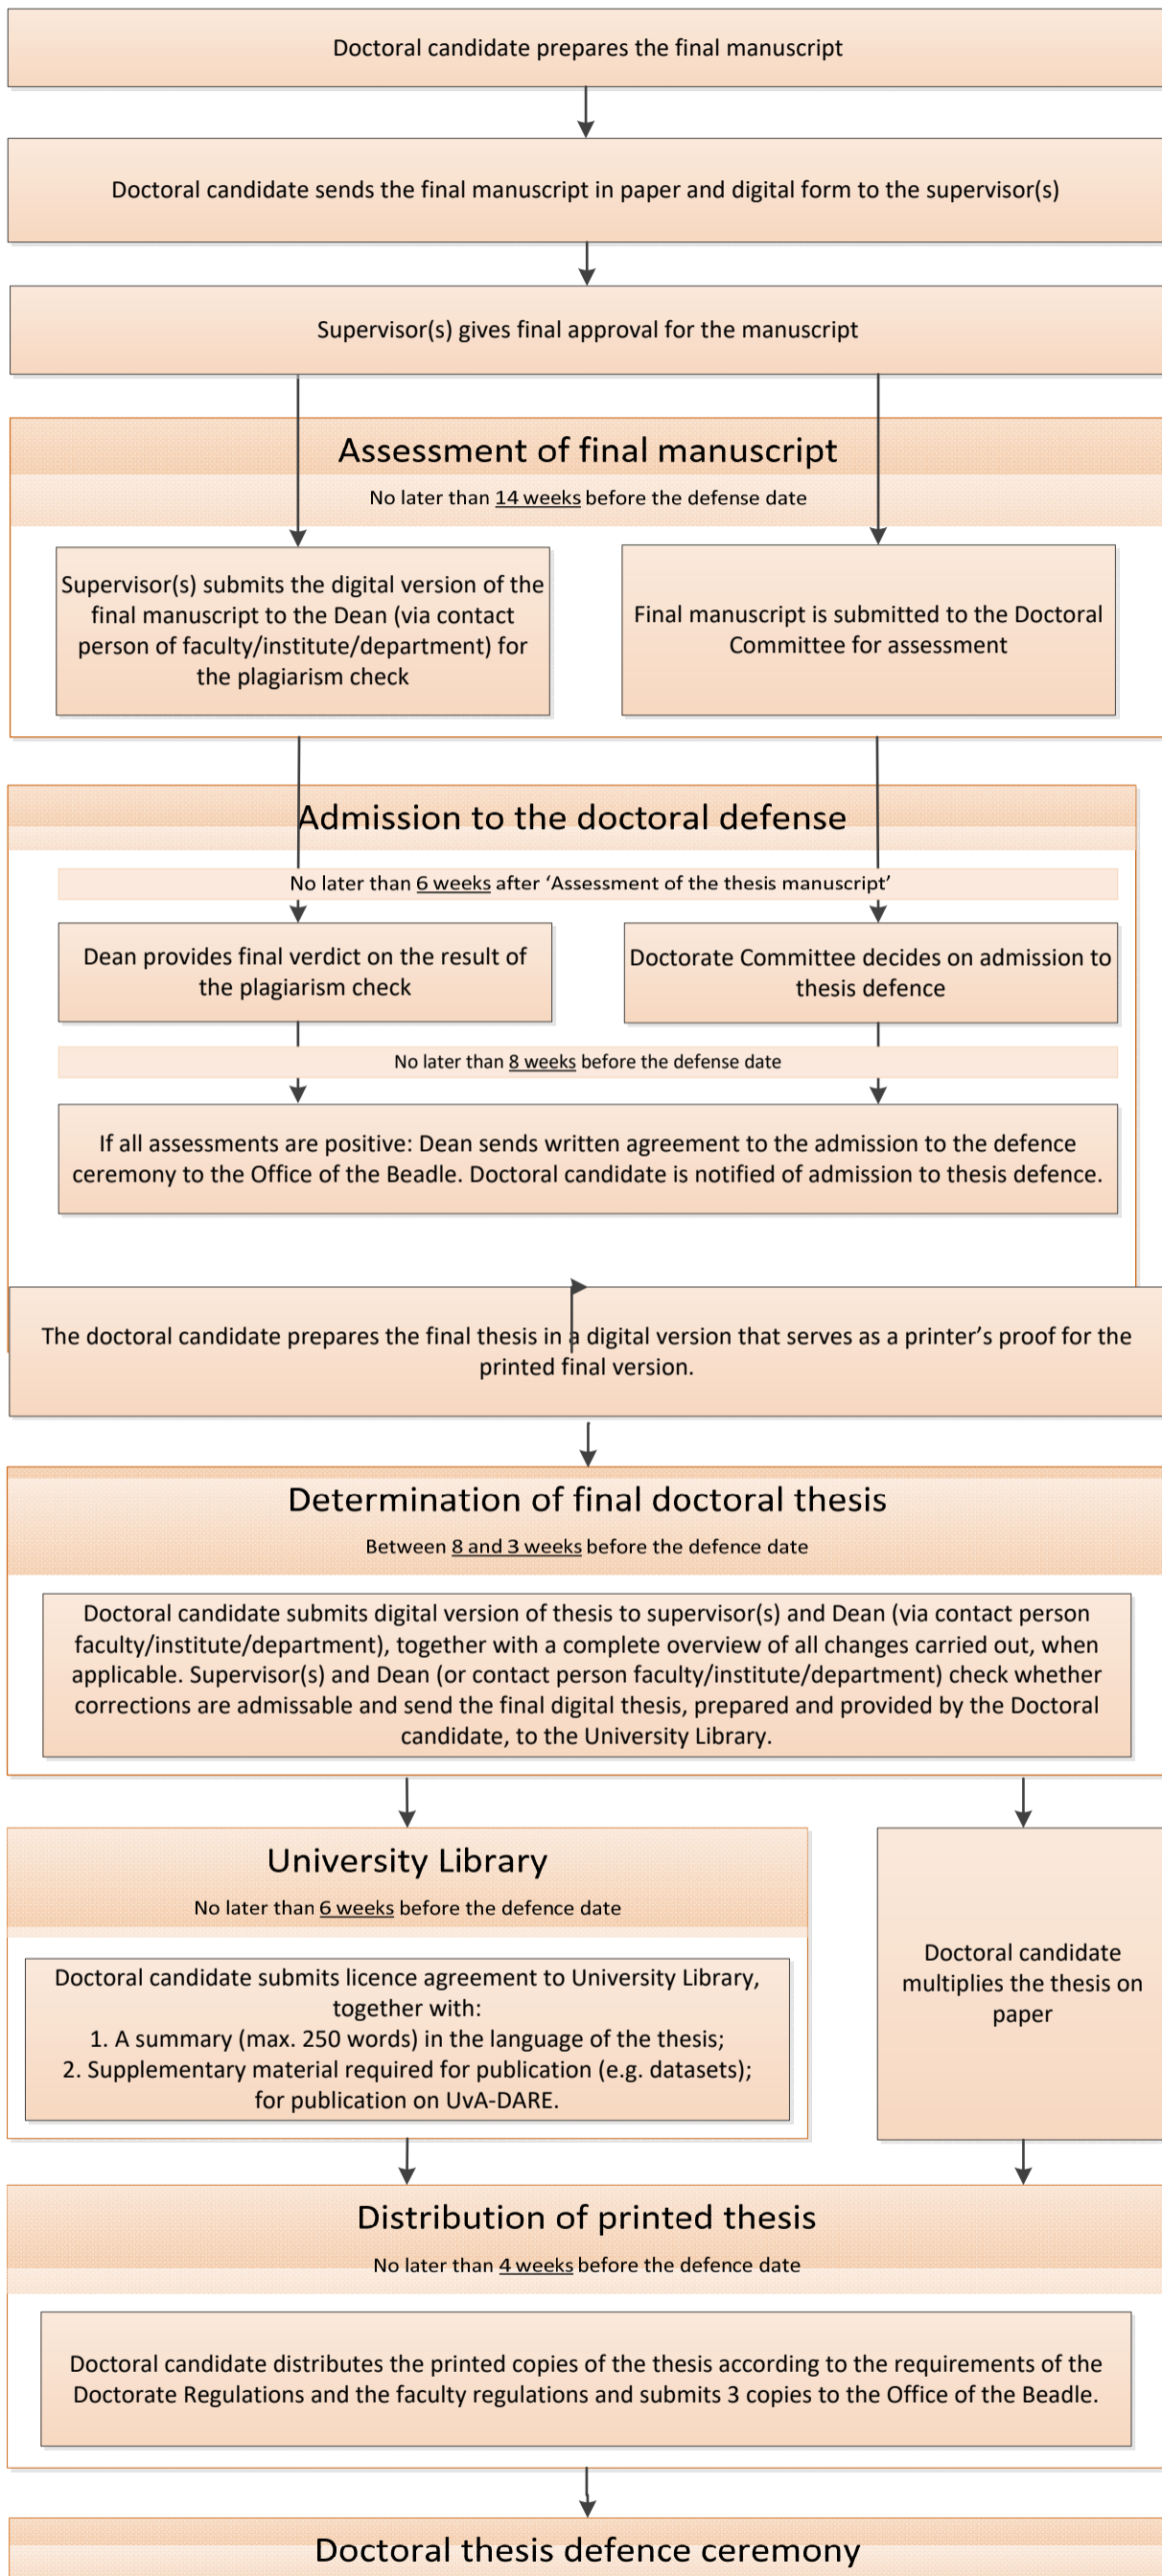 Doctoral candidate prepares the final manuscript
Doctoral candidate sends the final manuscript in paper and digital form to the supervisor(s)
Supervisor(s) gives final approval for the manuscript
Assessment of final manuscript
No later than 14 weeks before the defense date
Supervisor(s) submits the digital version of the
final manuscript to the Dean (via contact
person of faculty/institute/department) for
the plagiarism check
Final manuscript is submitted to the Doctoral
Committee for assessment
Admission to the doctoral defense
No later than 6 weeks after ‘Assessment of the thesis manuscript’
Dean provides final verdict on the result of
the plagiarism check
Doctorate Committee decides on admission to
thesis defence
No later than 8 weeks before the defense date
If all assessments are positive: Dean sends written agreement to the admission to the defence
ceremony to the Office of the Beadle. Doctoral candidate is notified of admission to thesis defence.
The doctoral candidate prepares the final thesis in a digital version that serves as a printer’s proof for the
printed final version.
Determination of final doctoral thesis
Between 8 and 3 weeks before the defence date
Doctoral candidate submits digital version of thesis to supervisor(s) and Dean (via contact person
faculty/institute/department), together with a complete overview of all changes carried out, when
applicable. Supervisor(s) and Dean (or contact person faculty/institute/department) check whether
corrections are admissable and send the final digital thesis, prepared and provided by the Doctoral
candidate, to the University Library.
University Library
No later than 6 weeks before the defence date
Doctoral candidate submits licence agreement to University Library,
together with:
1. A summary (max. 250 words) in the language of the thesis;
2. Supplementary material required for publication (e.g. datasets);
for publication on UvA-DARE.
Doctoral candidate
multiplies the thesis on
paper
Distribution of printed thesis
No later than 4 weeks before the defence date
Doctoral candidate distributes the printed copies of the thesis according to the requirements of the
Doctorate Regulations and the faculty regulations and submits 3 copies to the Office of the Beadle.
Doctoral thesis defence ceremony